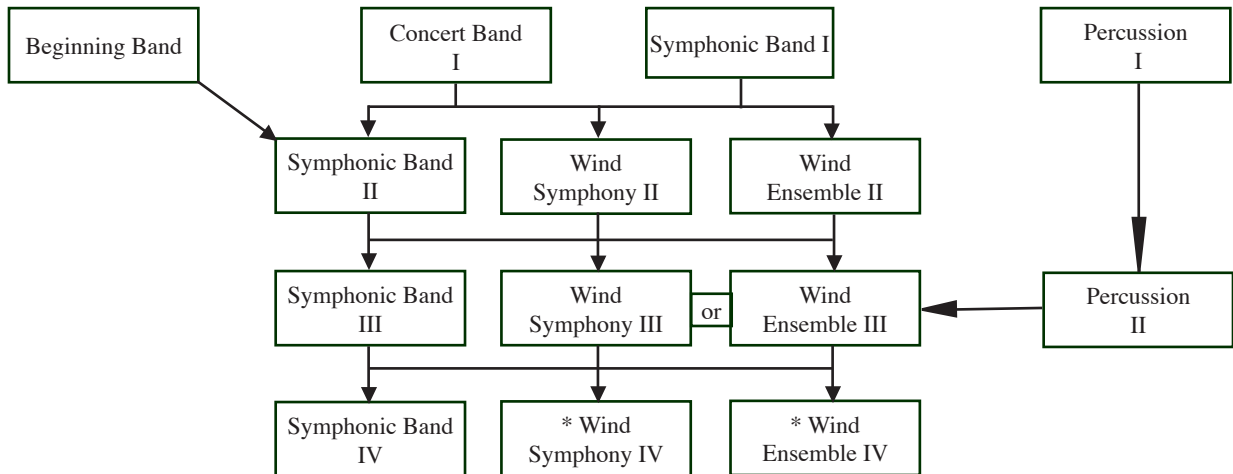 Beginning Band
Concert Band
I
Symphonic Band I
Percussion
I
Symphonic Band
II
Wind
Symphony II
Wind
Ensemble II
Symphonic Band
III
Wind
Symphony III
or
Wind
Ensemble III
Percussion
II
Symphonic Band
IV
* Wind
Symphony IV
* Wind
Ensemble IV